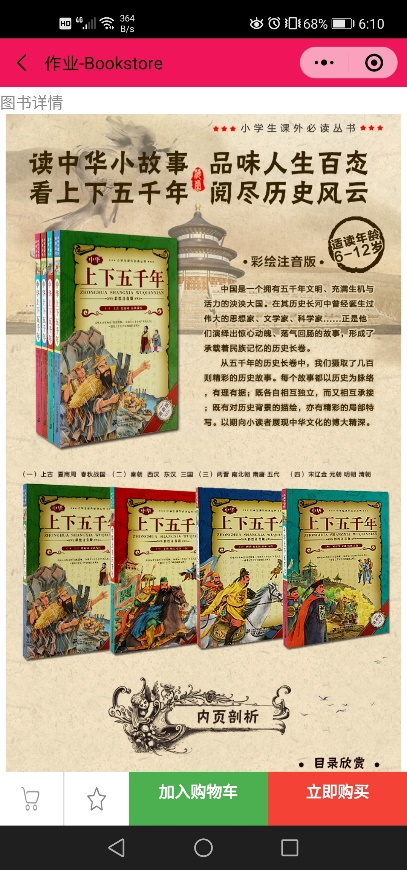 HD 4G 364 B/s 68% 6:10
作业-Bookstore
图书详情
★★★ 小学生课外必读丛书 ★★★
读中华小故事 品味人生百态
看上下五千年 阅尽历史风云
适读年龄
6-12岁
·彩绘注音版·
中国是一个拥有五千年文明、充满生机与
活力的泱泱大国。在其历史长河中曾经诞生过
伟大的思想家、文学家、科学家……正是他
们演绎出惊心动魄、荡气回肠的故事，形成了
承载着民族记忆的历史长卷。
从五千年的历史长卷中，我们撷取了几百
则精彩的历史故事。每个故事都以历史为脉络
，有理有据；既各自相互独立，而又相互承接
；既有对历史背景的描绘，亦有精彩的局部特
写。以期向小读者展现中华文化的博大精深。
中华
上下五千年
ZHONGHUA SHANGXIA WUQIANNIAN
（一）上古 夏商周 春秋战国 （二）秦朝 西汉 东汉 三国 （三）两晋 南北朝 隋唐 五代 （四）宋辽金 元朝 明朝 清朝
中华 中华 中华 中华
上下五千年 上下五千年 上下五千年 上下五千年
内页剖析
• 目录欣赏 •
加入购物车 立即购买